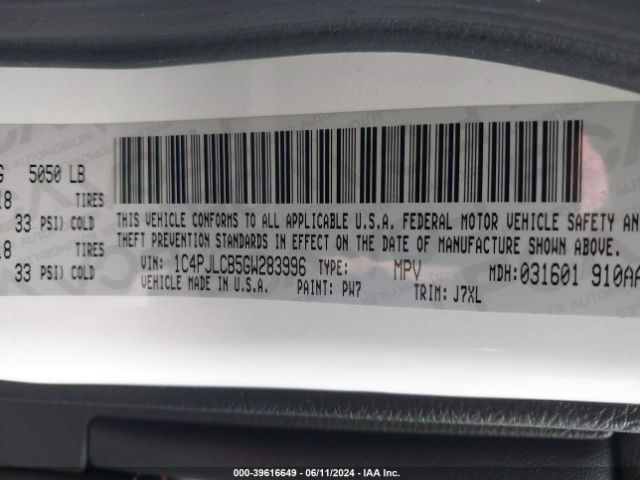 5050 LB
18 TIRES
33 PSI) COLD
18 TIRES
33 PSI) COLD
THIS VEHICLE CONFORMS TO ALL APPLICABLE U.S.A. FEDERAL MOTOR VEHICLE SAFETY AN
THEFT PREVENTION STANDARDS IN EFFECT ON THE DATE OF MANUFACTURE SHOWN ABOVE.
VIN: 1C4PJLCB5GW283996 TYPE: MPV MDH:031601 910AA
VEHICLE MADE IN U.S.A. PAINT: PW7 TRIM: J7XL
000-39616649 - 06/11/2024 - IAA Inc.